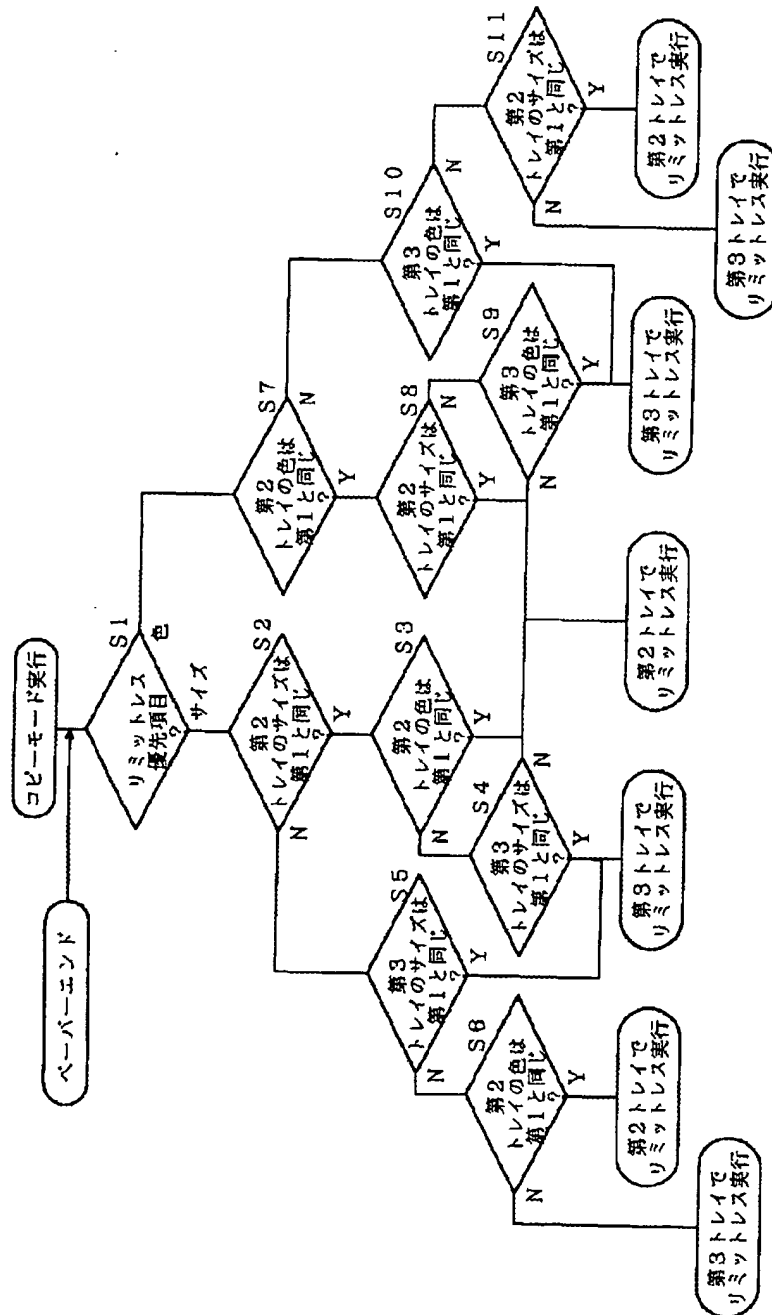 コピーモード実行
ペーパーエンド
S1
リミットレス
優先項目
?
色
サイズ
S2
第2
トレイのサイズは
第1と同じ
?
N
Y
S3
第2
トレイの色は
第1と同じ
?
N
Y
S4
第3
トレイのサイズは
第1と同じ
?
N
Y
S5
第3
トレイのサイズは
第1と同じ
?
N
Y
S6
第2
トレイの色は
第1と同じ
?
N
Y
S7
第2
トレイの色は
第1と同じ
?
N
Y
S8
第2
トレイのサイズは
第1と同じ
?
N
Y
S9
第3
トレイの色は
第1と同じ
?
N
Y
S10
第3
トレイの色は
第1と同じ
?
N
Y
S11
第2
トレイのサイズは
第1と同じ
?
N
Y
第3トレイで
リミットレス実行
第2トレイで
リミットレス実行
第3トレイで
リミットレス実行
第2トレイで
リミットレス実行
第3トレイで
リミットレス実行
第3トレイで
リミットレス実行
第2トレイで
リミットレス実行